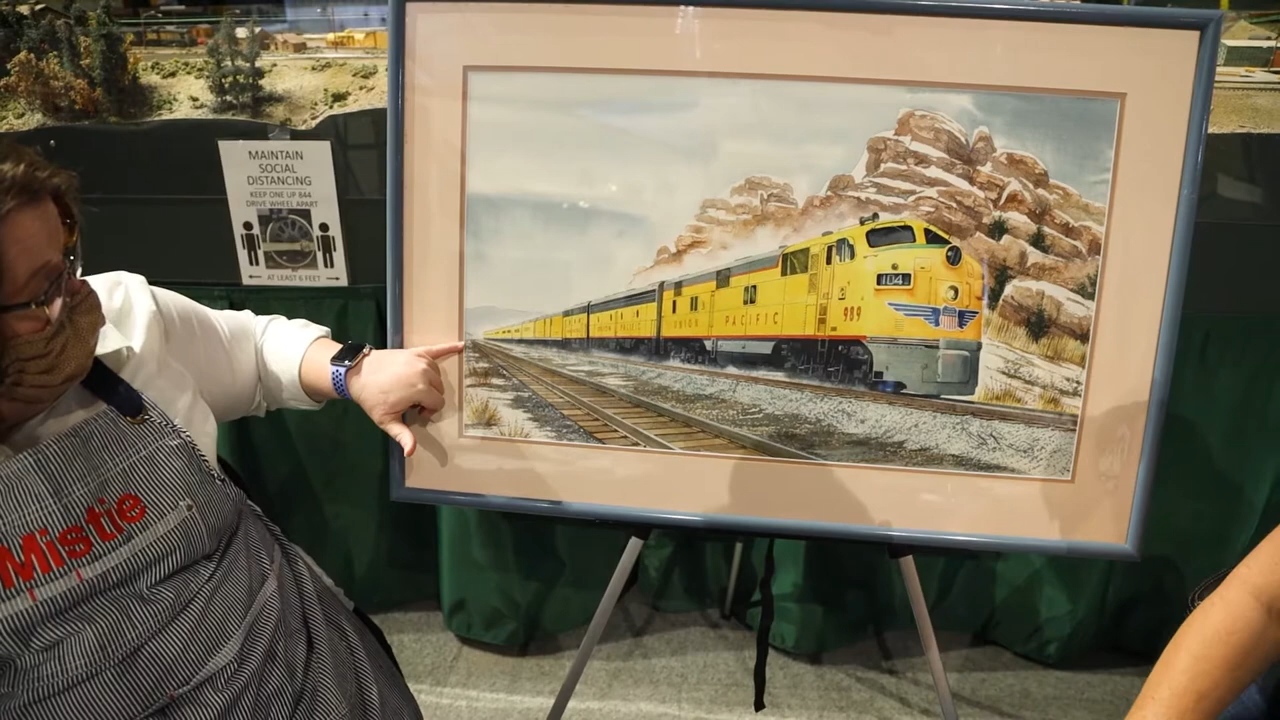 MAINTAIN
SOCIAL
DISTANCING
KEEP ONE UP 844
DRIVE WHEEL APART
AT LEAST 6 FEET
104
UNION PACIFIC
989
Mistie